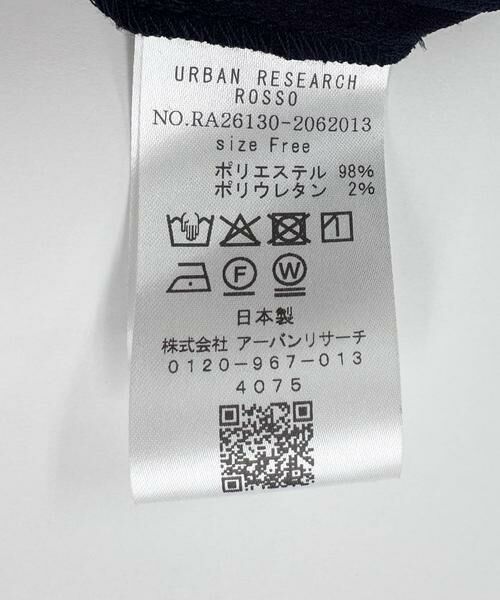 URBAN RESEARCH
ROSSO
NO.RA26130-2062013
size Free
ポリエステル 98%
ポリウレタン 2%
F W
日本製
株式会社 アーバンリサーチ
0120-967-013
4075